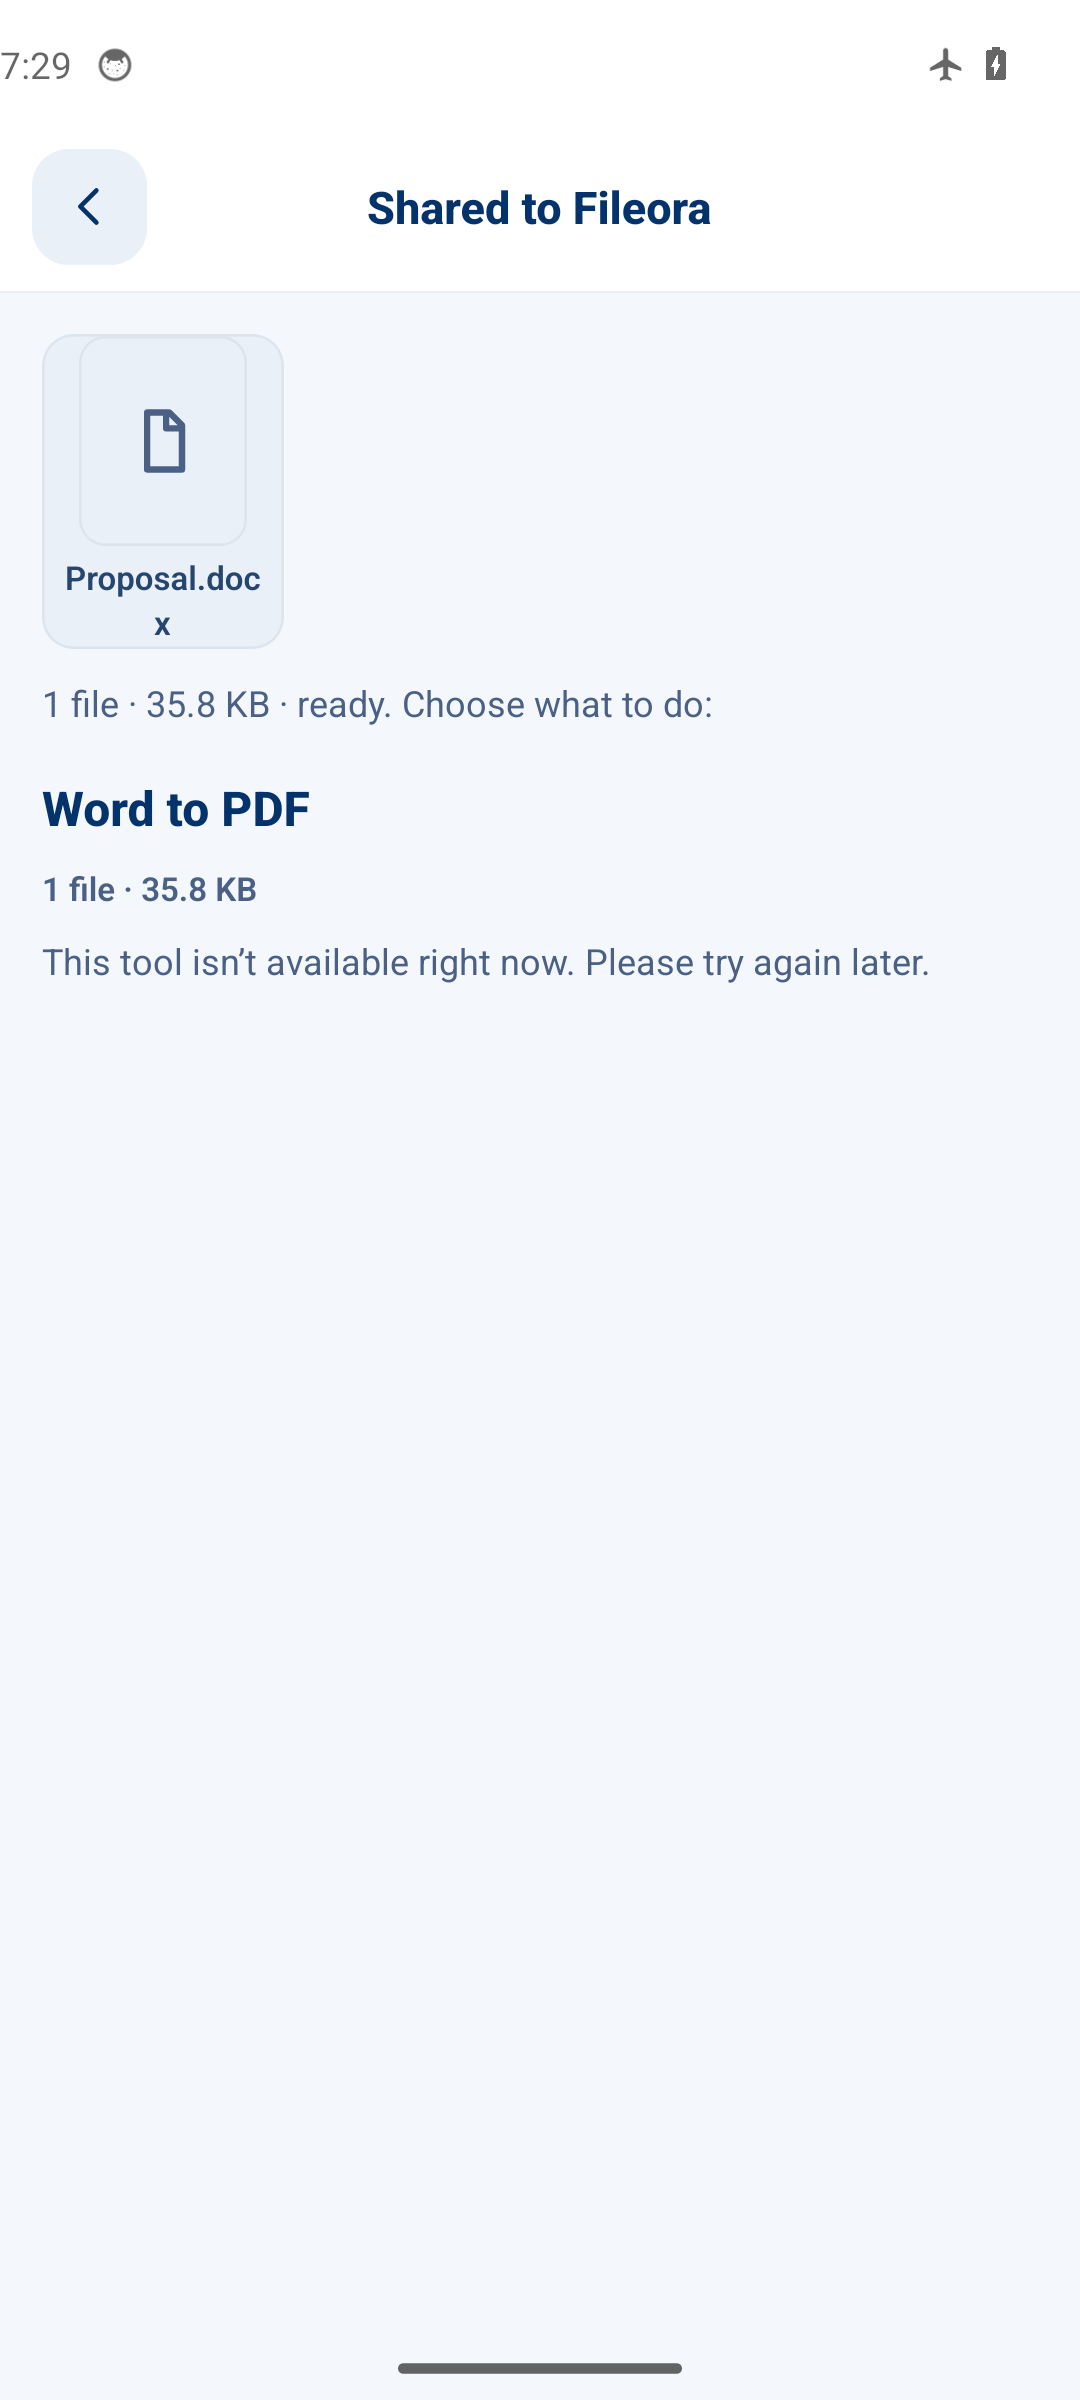 7:29
Shared to Fileora
Proposal.doc
x
1 file · 35.8 KB · ready. Choose what to do:
Word to PDF
1 file · 35.8 KB
This tool isn’t available right now. Please try again later.